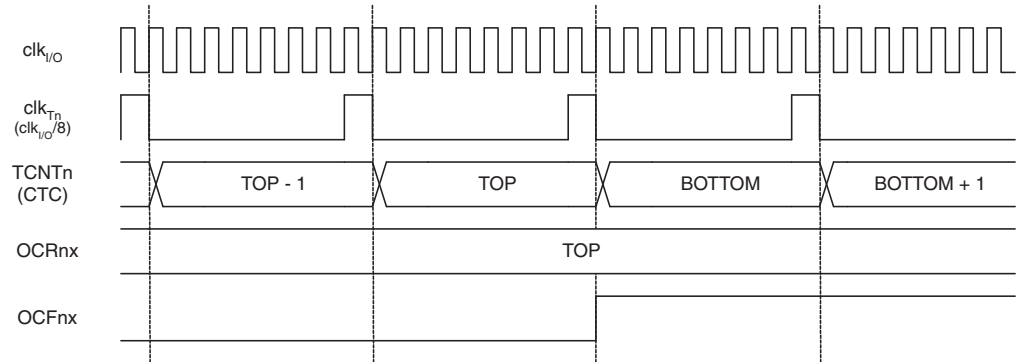 clkI/O
clkTn
(clkI/O/8)
TCNTn
(CTC)
TOP - 1
TOP
BOTTOM
BOTTOM + 1
OCRnx
TOP
OCFnx